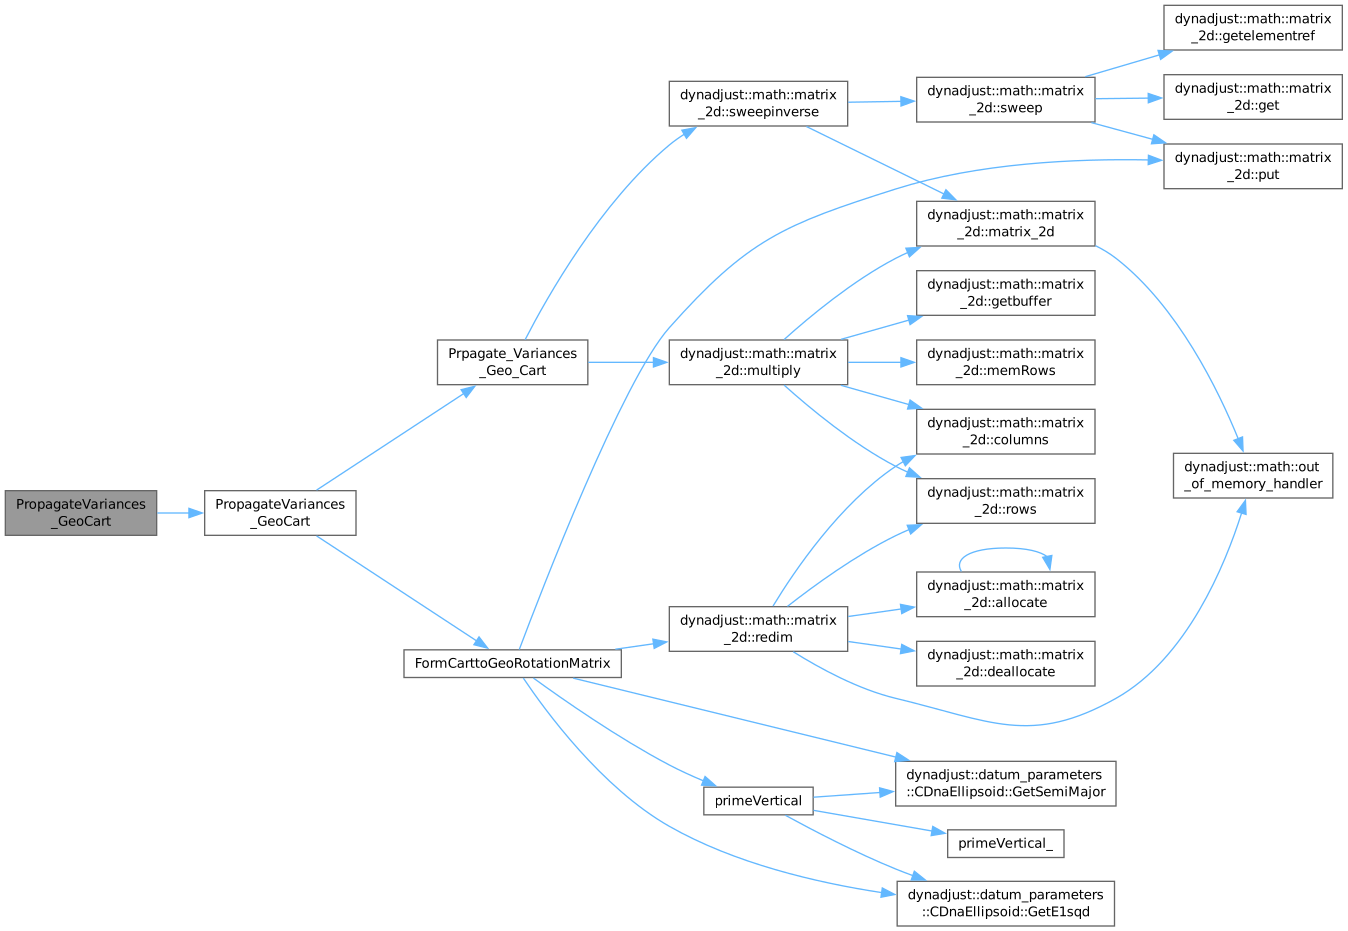 dynadjust::math::matrix
_2d::getelementref
dynadjust::math::matrix
_2d::sweepinverse
dynadjust::math::matrix
_2d::sweep
dynadjust::math::matrix
_2d::get
dynadjust::math::matrix
_2d::put
dynadjust::math::matrix
_2d::matrix_2d
dynadjust::math::matrix
_2d::getbuffer
Prpagate_Variances
_Geo_Cart
dynadjust::math::matrix
_2d::multiply
dynadjust::math::matrix
_2d::memRows
dynadjust::math::matrix
_2d::columns
dynadjust::math::out
_of_memory_handler
PropagateVariances
_GeoCart
PropagateVariances
_GeoCart
dynadjust::math::matrix
_2d::rows
dynadjust::math::matrix
_2d::allocate
dynadjust::math::matrix
_2d::redim
FormCarttoGeoRotationMatrix
dynadjust::math::matrix
_2d::deallocate
dynadjust::datum_parameters
::CDnaEllipsoid::GetSemiMajor
primeVertical
primeVertical_
dynadjust::datum_parameters
::CDnaEllipsoid::GetE1sqd